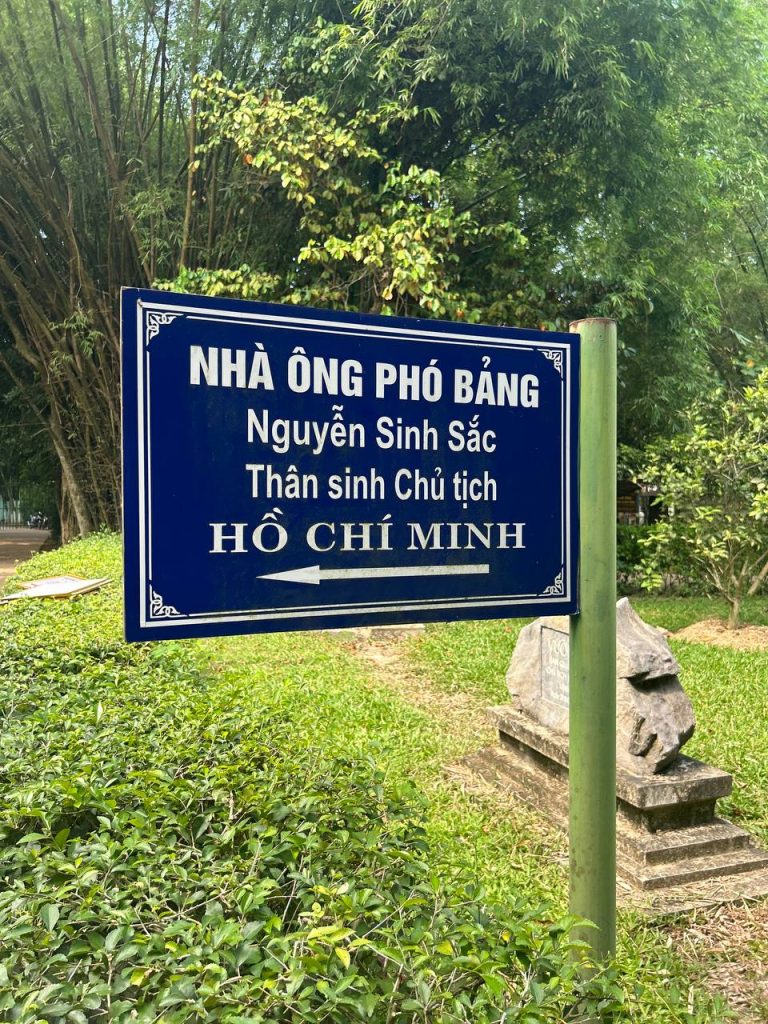 NHÀ ÔNG PHÓ BẢNG
Nguyễn Sinh Sắc
Thân sinh Chủ tịch
HỒ CHÍ MINH